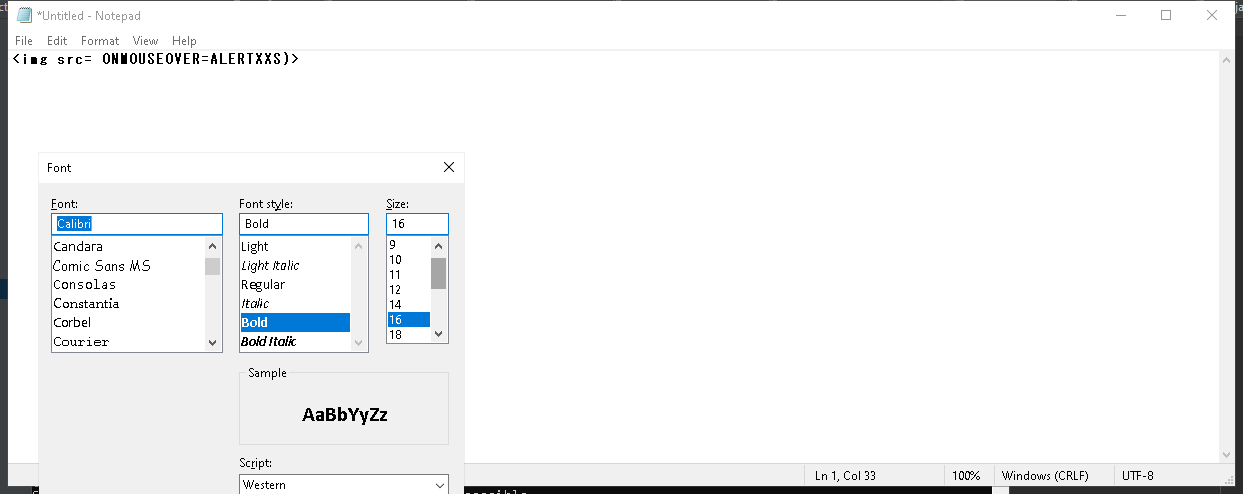 *Untitled - Notepad
File Edit Format View Help
<img src= ONMOUSEOVER=ALERTXXS)>
Font
Font: Font style: Size:
Calibri Bold 16
Candara Light 9
Comic Sans MS Light Italic 10
Consolas Regular 11
Constantia Italic 12
Corbel Bold 14
Courier Bold Italic 16
18
Sample
AaBbYyZz
Script:
Western
Ln 1, Col 33 100% Windows (CRLF) UTF-8